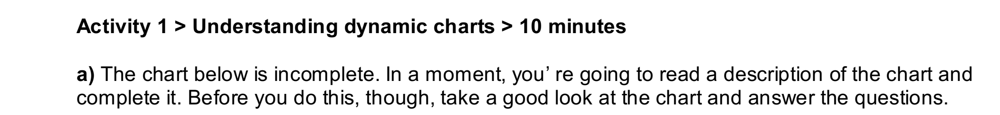 Activity 1 > Understanding dynamic charts > 10 minutes
a) The chart below is incomplete. In a moment, you’ re going to read a description of the chart and
complete it. Before you do this, though, take a good look at the chart and answer the questions.